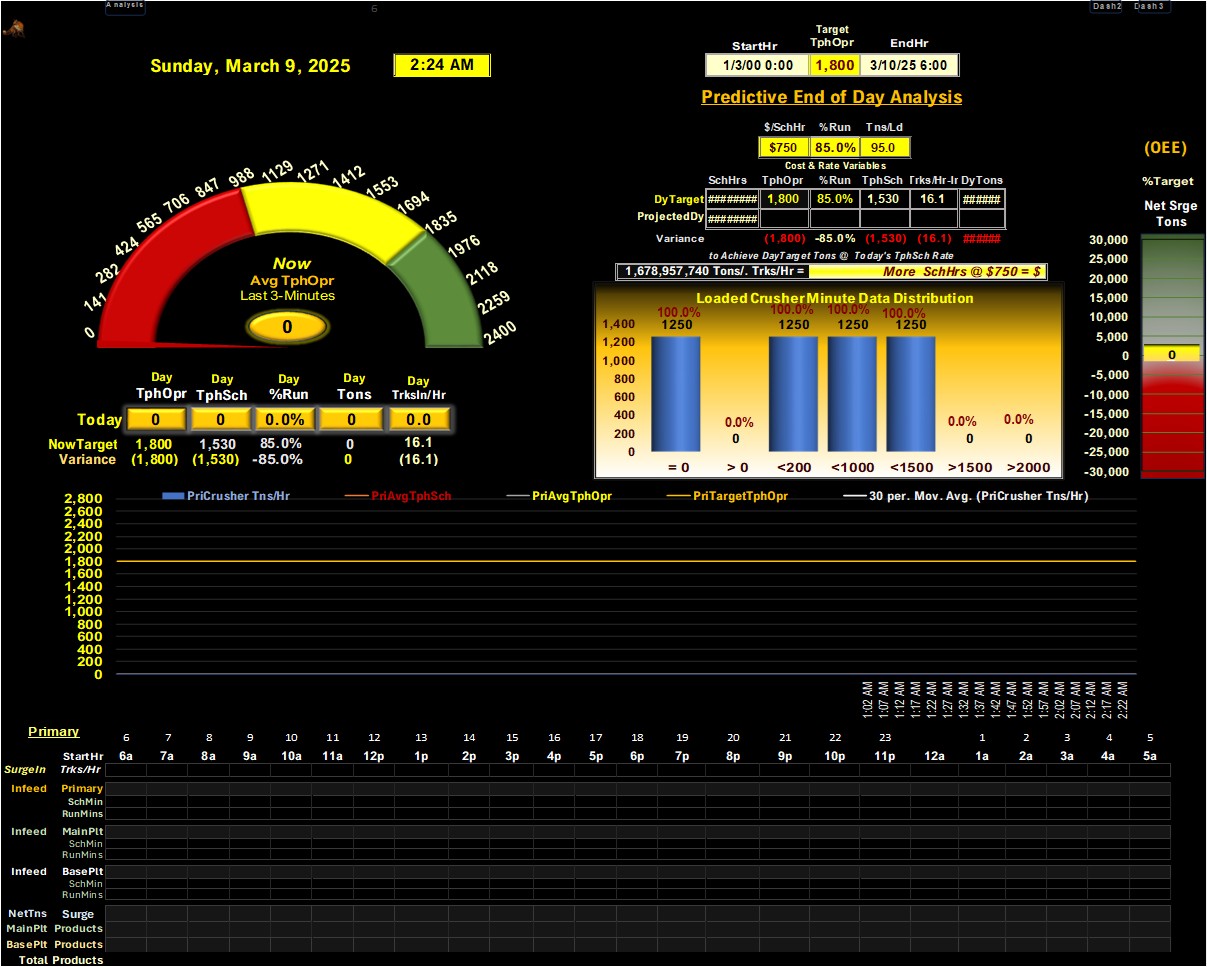 Analysis 6 Dash2 Dash3
Sunday, March 9, 2025 2:24 AM
StartHr Target TphOpr EndHr
1/3/00 0:00 1,800 3/10/25 6:00
Predictive End of Day Analysis
$/SchHr %Run Tns/Ld
$750 85.0% 95.0
Cost & Rate Variables
SchHrs TphOpr %Run TphSch Trks/Hr-Ir DyTons
DyTarget ######## 1,800 85.0% 1,530 16.1 ######
ProjectedDy ########
Variance (1,800) -85.0% (1,530) (16.1) ######
to Achieve DayTarget Tons @ Today's TphSch Rate
1,678,957,740 Tons/. Trks/Hr = More SchHrs @ $750 = $
(OEE)
%Target
Net Srge
Tons
30,000
25,000
20,000
15,000
10,000
5,000
0
-5,000
-10,000
-15,000
-20,000
-25,000
-30,000
0
0 141 282 424 565 706 847 988 1129 1271 1412 1553 1694 1835 1976 2118 2259 2400
Now
Avg TphOpr
Last 3-Minutes
0
Day Day Day Day Day
TphOpr TphSch %Run Tons TrksIn/Hr
Today 0 0 0.0% 0 0.0
NowTarget 1,800 1,530 85.0% 0 16.1
Variance (1,800) (1,530) -85.0% 0 (16.1)
Loaded Crusher Minute Data Distribution
100.0% 100.0% 100.0% 100.0%
1250 1250 1250 1250
0.0% 0.0% 0.0%
0 0 0
1,400
1,200
1,000
800
600
400
200
0
= 0 > 0 <200 <1000 <1500 >1500 >2000
PriCrusher Tns/Hr PriAvgTphSch PriAvgTphOpr PriTargetTphOpr 30 per. Mov. Avg. (PriCrusher Tns/Hr)
2,800
2,600
2,400
2,200
2,000
1,800
1,600
1,400
1,200
1,000
800
600
400
200
0
1:02 AM 1:07 AM 1:12 AM 1:17 AM 1:22 AM 1:27 AM 1:32 AM 1:37 AM 1:42 AM 1:47 AM 1:52 AM 1:57 AM 2:02 AM 2:07 AM 2:12 AM 2:17 AM 2:22 AM
Primary
6 7 8 9 10 11 12 13 14 15 16 17 18 19 20 21 22 23 1 2 3 4 5
StartHr 6a 7a 8a 9a 10a 11a 12p 1p 2p 3p 4p 5p 6p 7p 8p 9p 10p 11p 12a 1a 2a 3a 4a 5a
SurgeIn Trks/Hr
Infeed Primary
SchMin
RunMins
Infeed MainPlt
SchMin
RunMins
Infeed BasePlt
SchMin
RunMins
NetTns Surge
MainPlt Products
BasePlt Products
Total Products